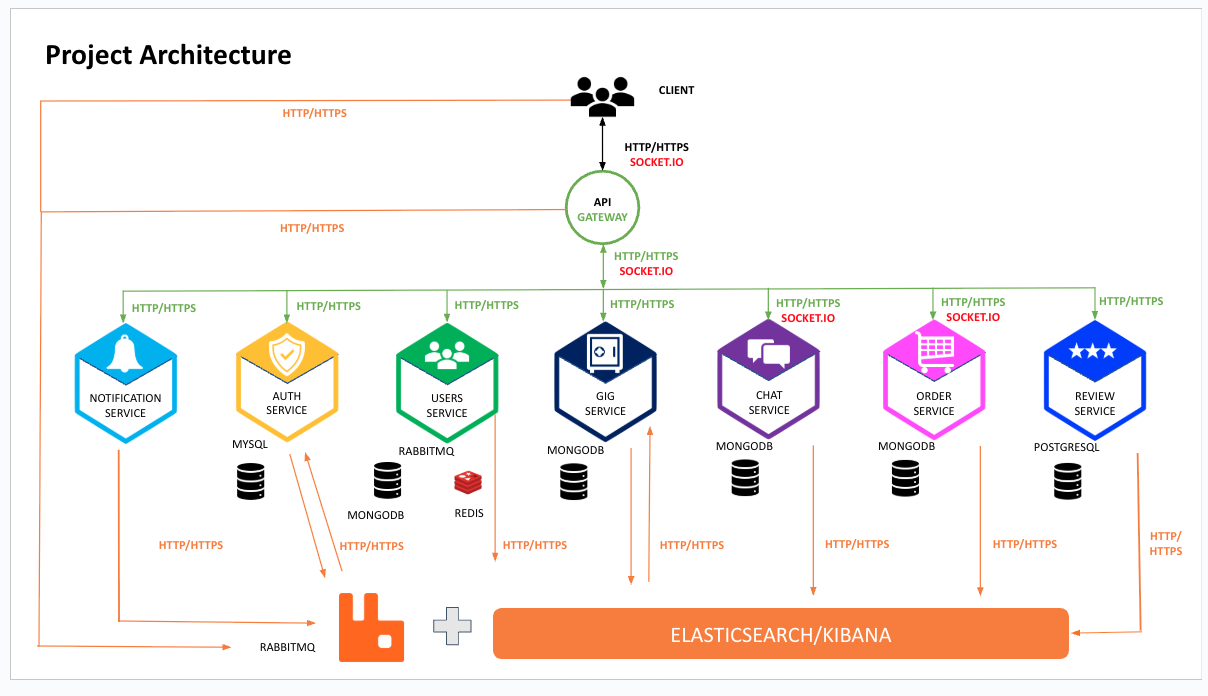 Project Architecture
CLIENT
HTTP/HTTPS
HTTP/HTTPS
SOCKET.IO
API
GATEWAY
HTTP/HTTPS
HTTP/HTTPS
SOCKET.IO
HTTP/HTTPS
HTTP/HTTPS
HTTP/HTTPS
HTTP/HTTPS
HTTP/HTTPS
SOCKET.IO
HTTP/HTTPS
SOCKET.IO
HTTP/HTTPS
NOTIFICATION
SERVICE
AUTH
SERVICE
USERS
SERVICE
GIG
SERVICE
CHAT
SERVICE
ORDER
SERVICE
REVIEW
SERVICE
MYSQL
RABBITMQ
MONGODB
MONGODB
MONGODB
POSTGRESQL
MONGODB
REDIS
HTTP/HTTPS
HTTP/HTTPS
HTTP/HTTPS
HTTP/HTTPS
HTTP/HTTPS
HTTP/HTTPS
HTTP/
HTTPS
RABBITMQ
ELASTICSEARCH/KIBANA